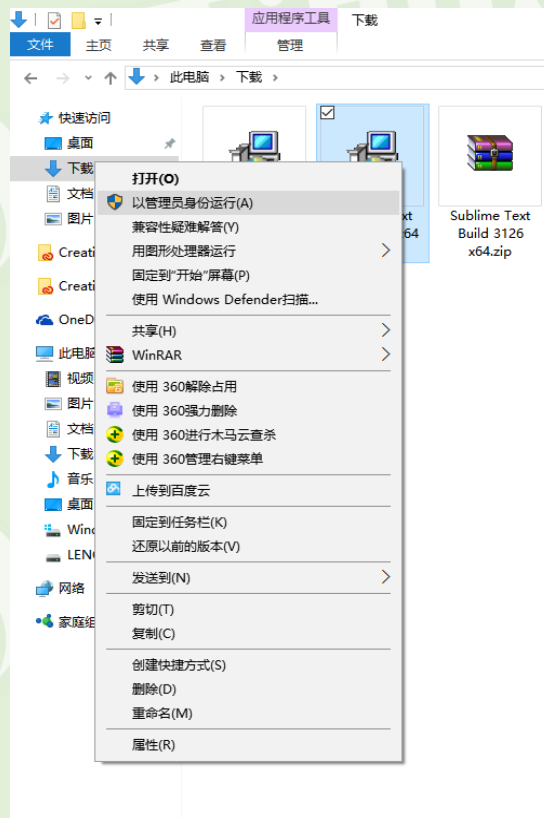 应用程序工具 下载
文件 主页 共享 查看 管理
此电脑 › 下载 ›
快速访问
桌面
下载
文档
图片
Creati
Creati
OneD
此电脑
视频
图片
文档
下载
音乐
桌面
Wind
LENO
网络
家庭组
打开(O)
以管理员身份运行(A)
兼容性疑难解答(Y)
用图形处理器运行
固定到"开始"屏幕(P)
使用 Windows Defender扫描...
共享(H)
WinRAR
使用 360解除占用
使用 360强力删除
使用 360进行木马云查杀
使用 360管理右键菜单
上传到百度云
固定到任务栏(K)
还原以前的版本(V)
发送到(N)
剪切(T)
复制(C)
创建快捷方式(S)
删除(D)
重命名(M)
属性(R)
xt
64
Sublime Text
Build 3126
x64.zip